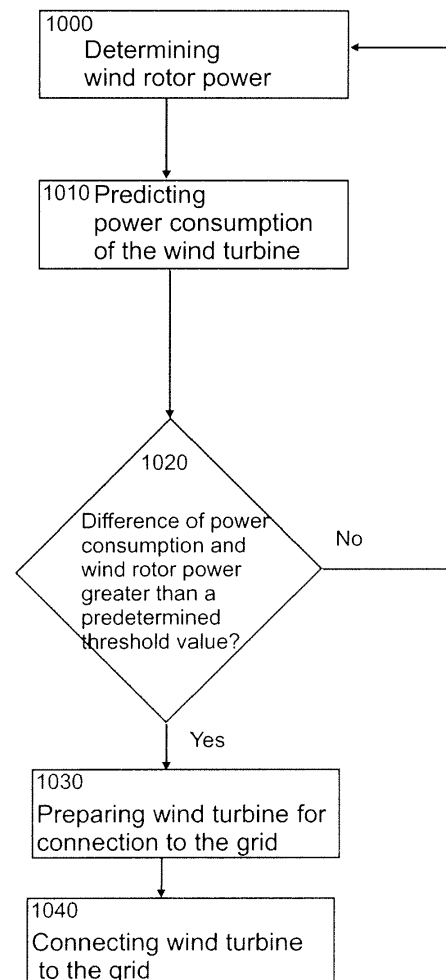 1000
Determining
wind rotor power
1010 Predicting
power consumption
of the wind turbine
1020
Difference of power
consumption and
wind rotor power
greater than a
predetermined
threshold value?
No
Yes
1030
Preparing wind turbine for
connection to the grid
1040
Connecting wind turbine
to the grid